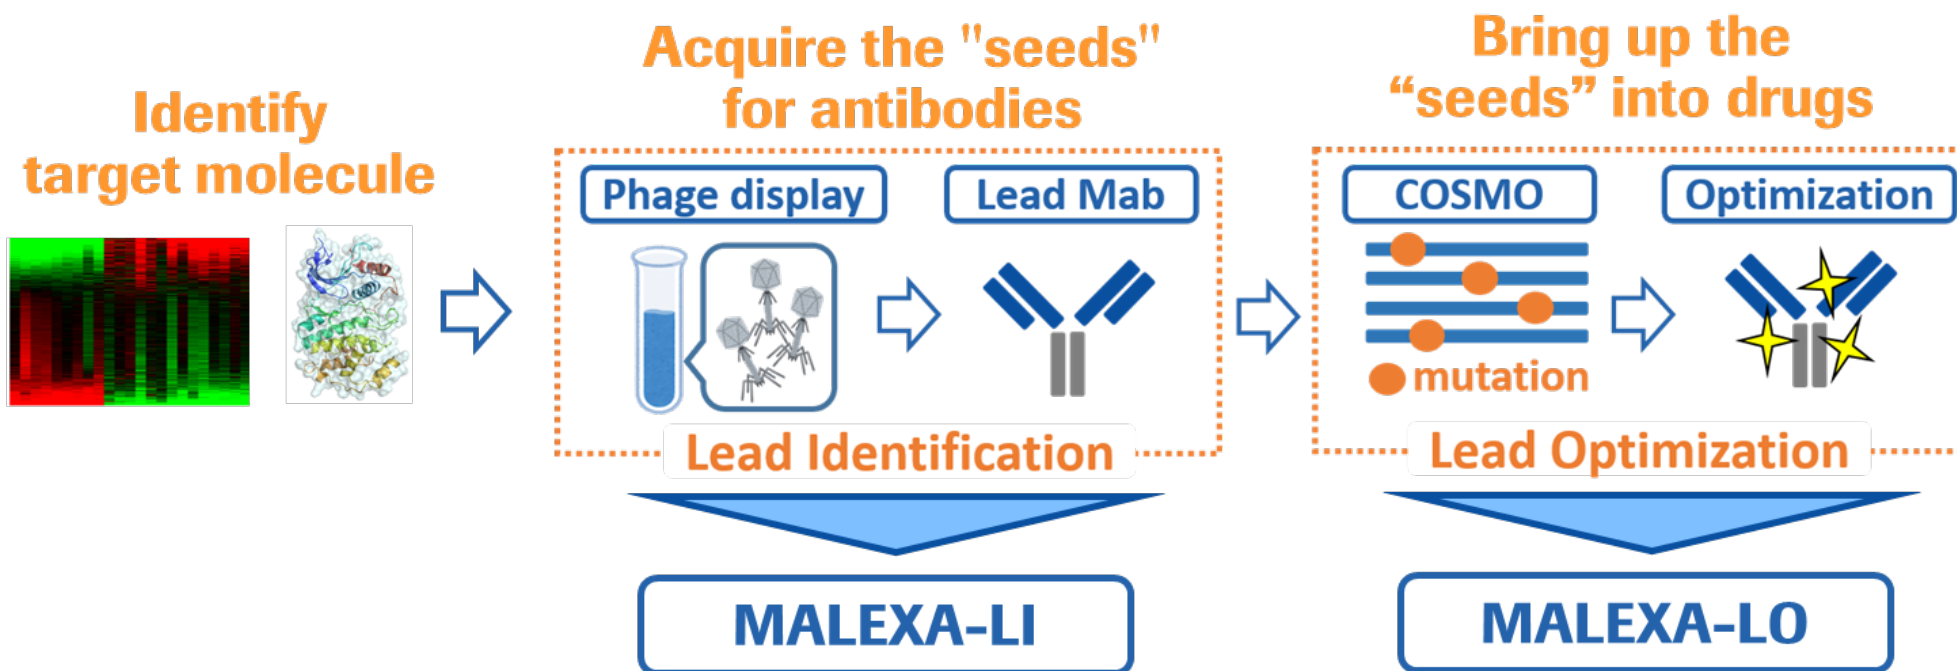 Identify
target molecule
Acquire the "seeds"
for antibodies
Phage display
Lead Mab
Lead Identification
MALEXA-LI
Bring up the
“seeds” into drugs
COSMO
Optimization
mutation
Lead Optimization
MALEXA-LO